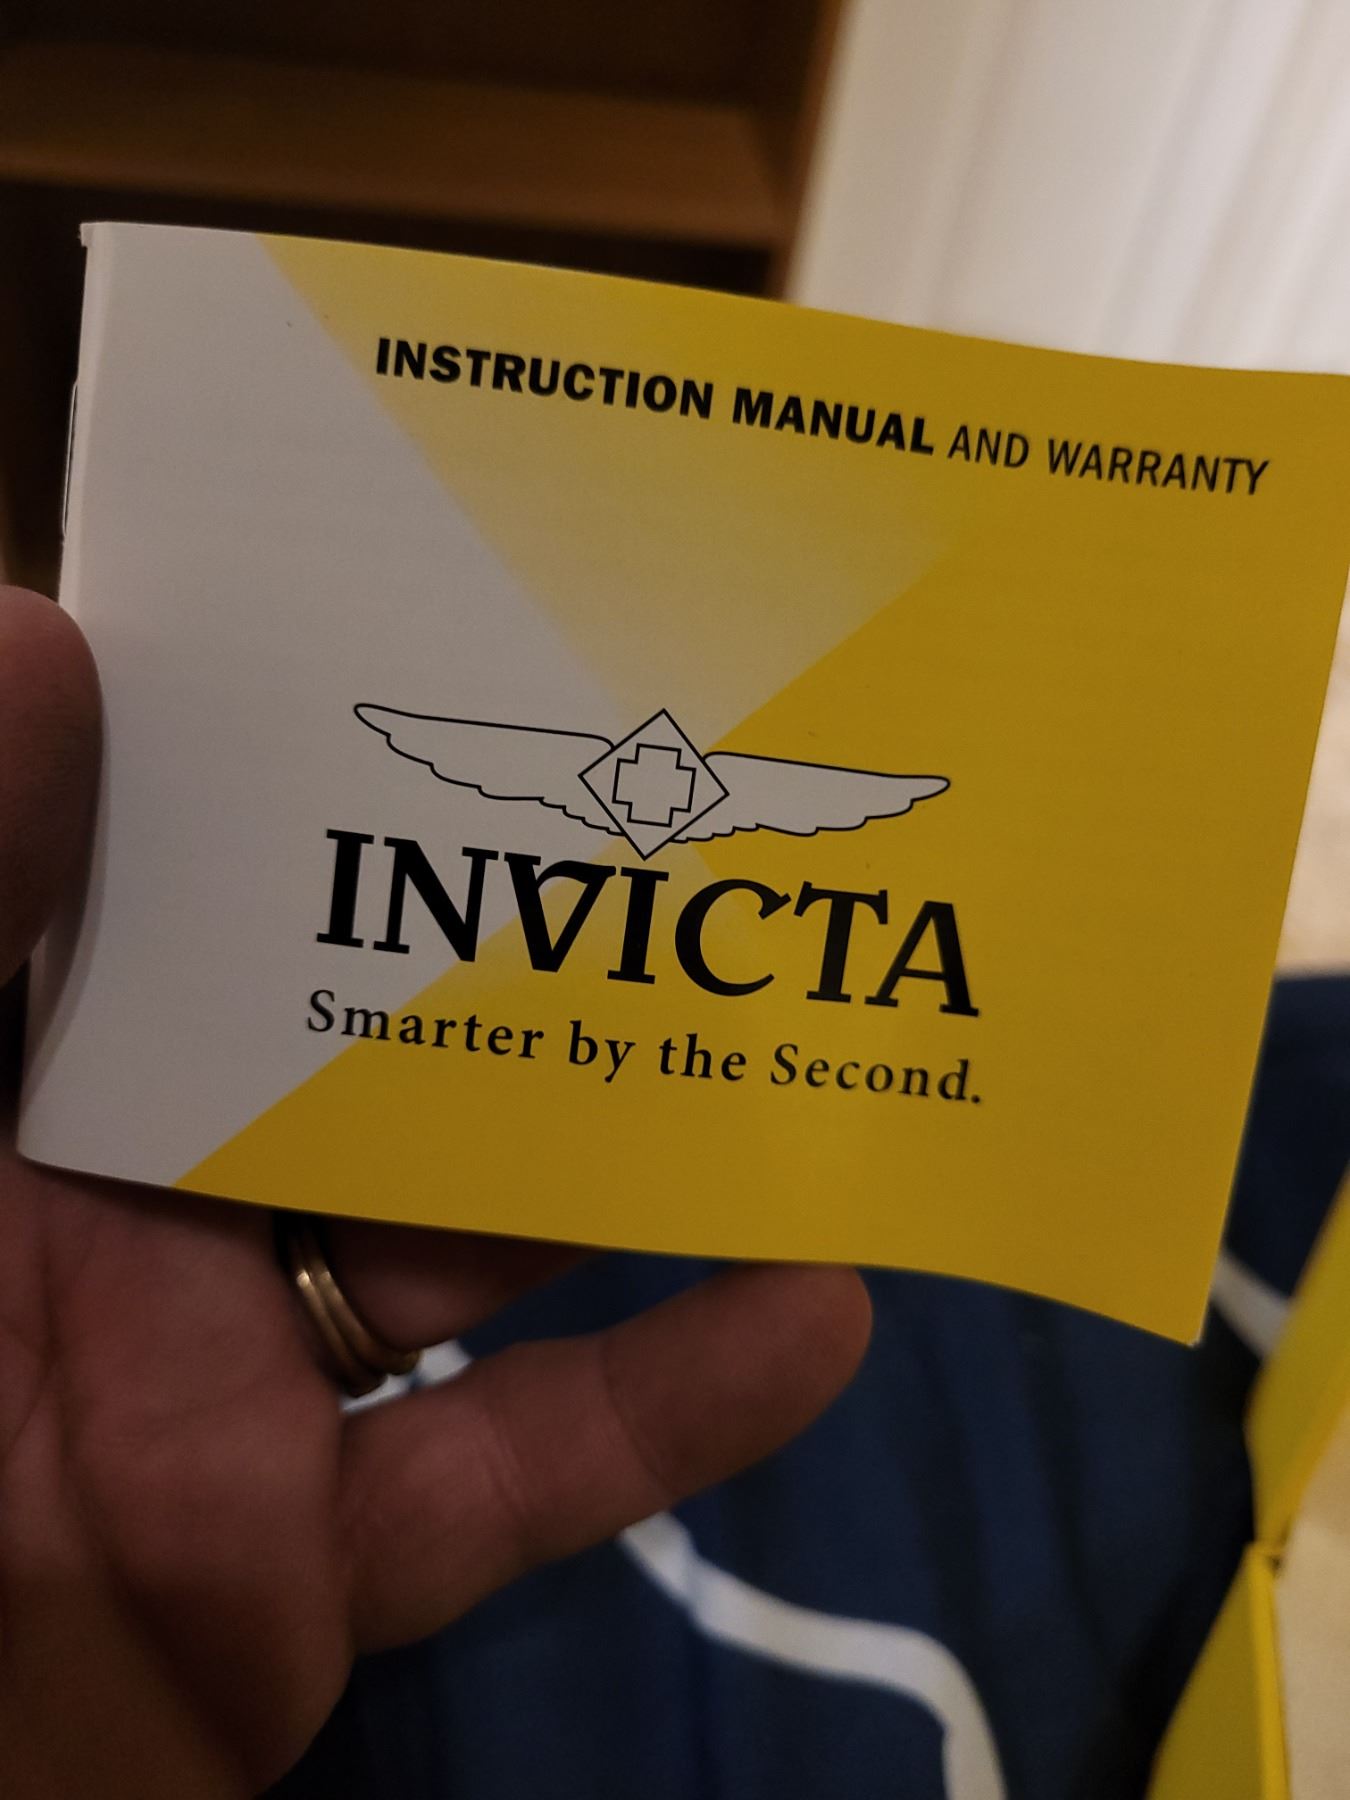 INSTRUCTION MANUAL AND WARRANTY
INVICTA
Smarter by the Second.